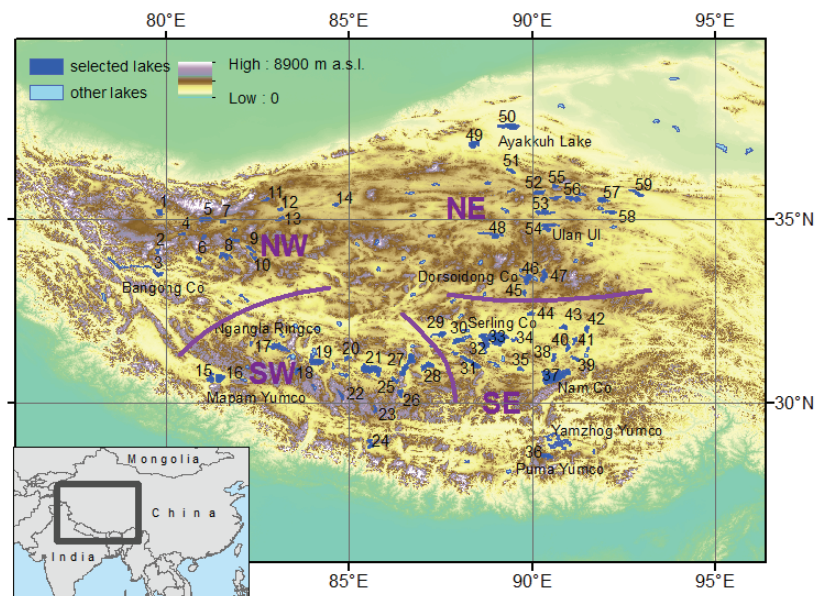 80°E 85°E 90°E 95°E
selected lakes
other lakes
High : 8900 m a.s.l.
Low : 0
50
49
Ayakkuh Lake
51
52 55
56 57 59
53 58
54
Ulan Ul
48
NE
1
4 5 7
11
12
13
14
2
6 8 9
10
NW
3
Bangong Co
Dorsoidong Co
46 47
45
35°N
Ngangla Ringco
17
15 16
18
19
20
21
27
SW
Mapam Yumco
22
25
26
23
24
29
30
Serling Co
33
34
32
31
28
35
44 43 42
40 41
38
39
37
Nam Co
SE
30°N
Yamzhog Yumco
36
Puma Yumco
Mongolia
China
India
85°E 90°E 95°E